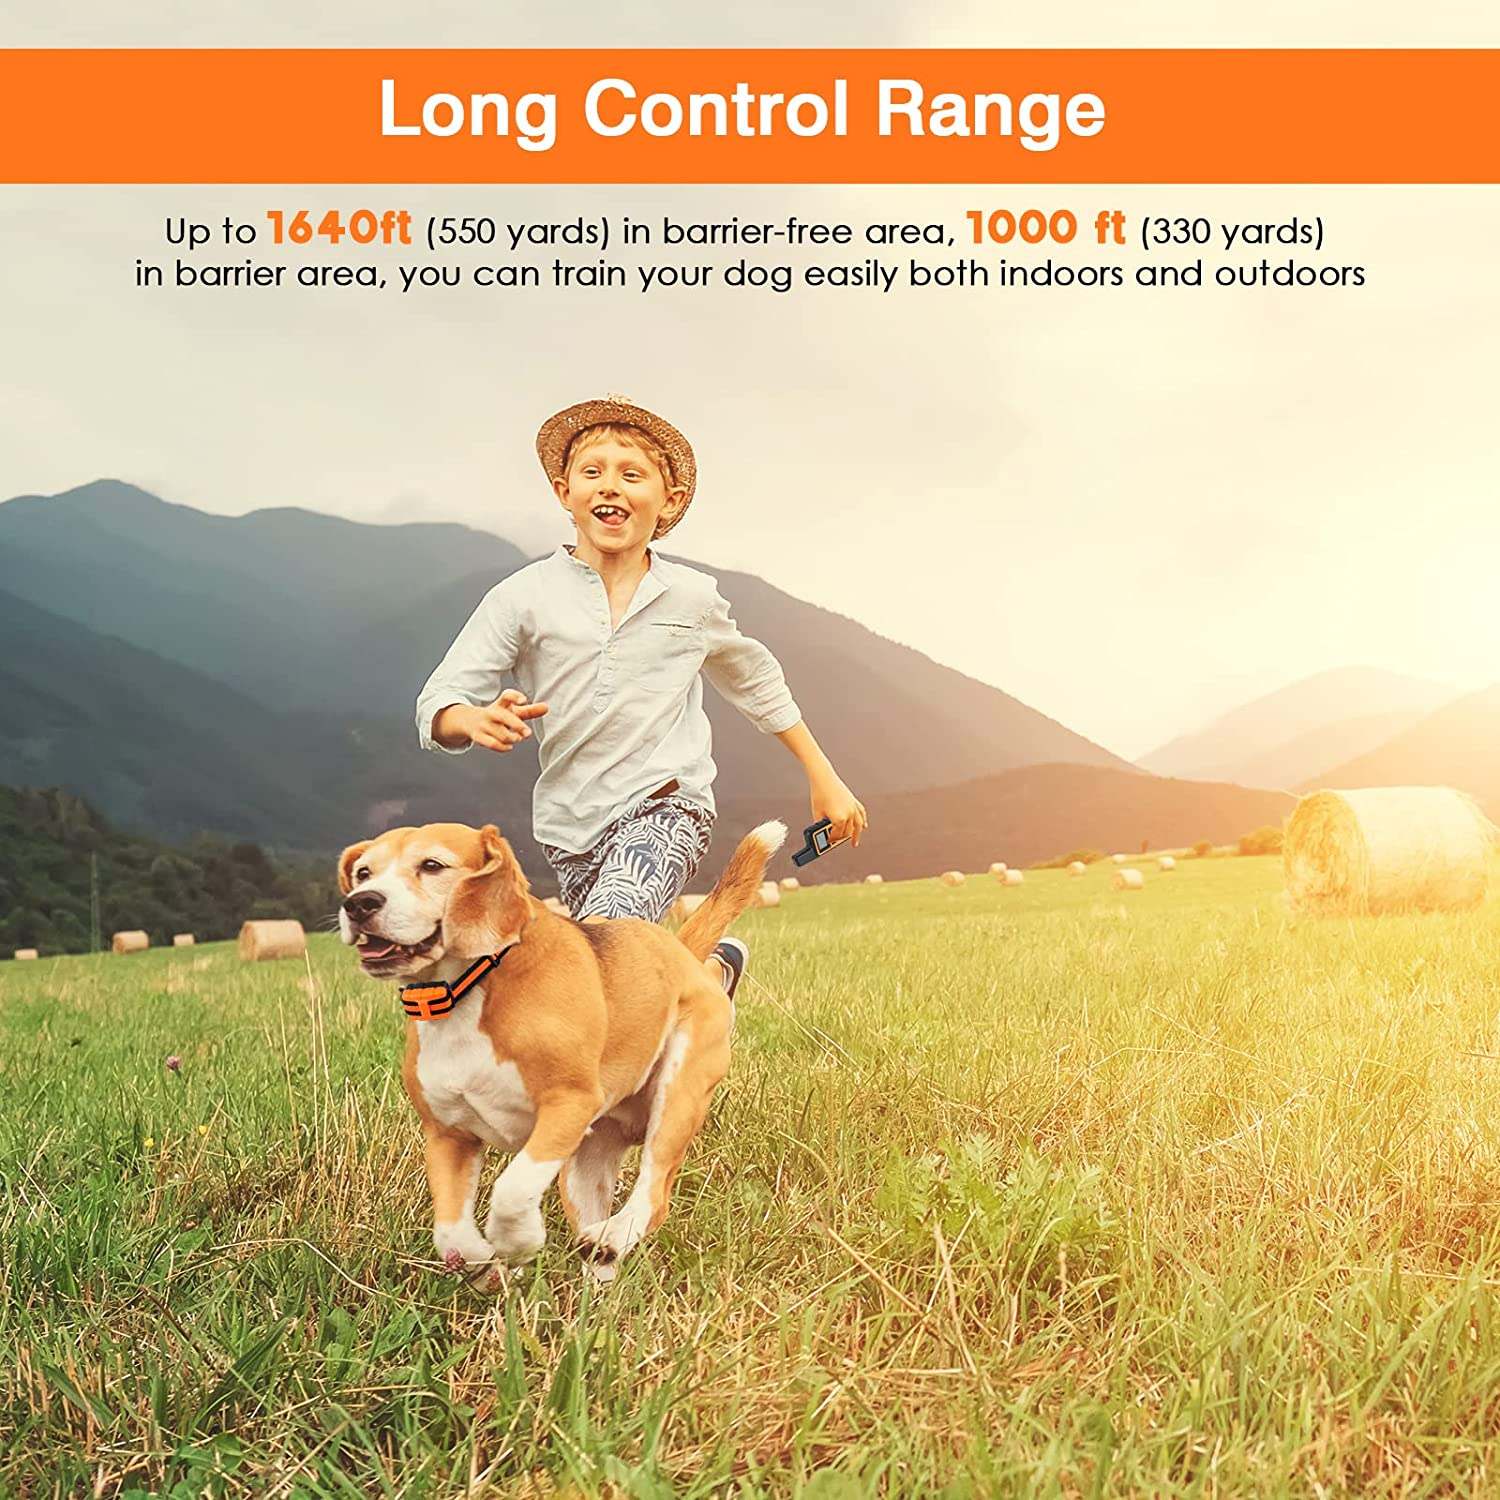 Long Control Range
Up to 1640ft (550 yards) in barrier-free area, 1000 ft (330 yards)
in barrier area, you can train your dog easily both indoors and outdoors